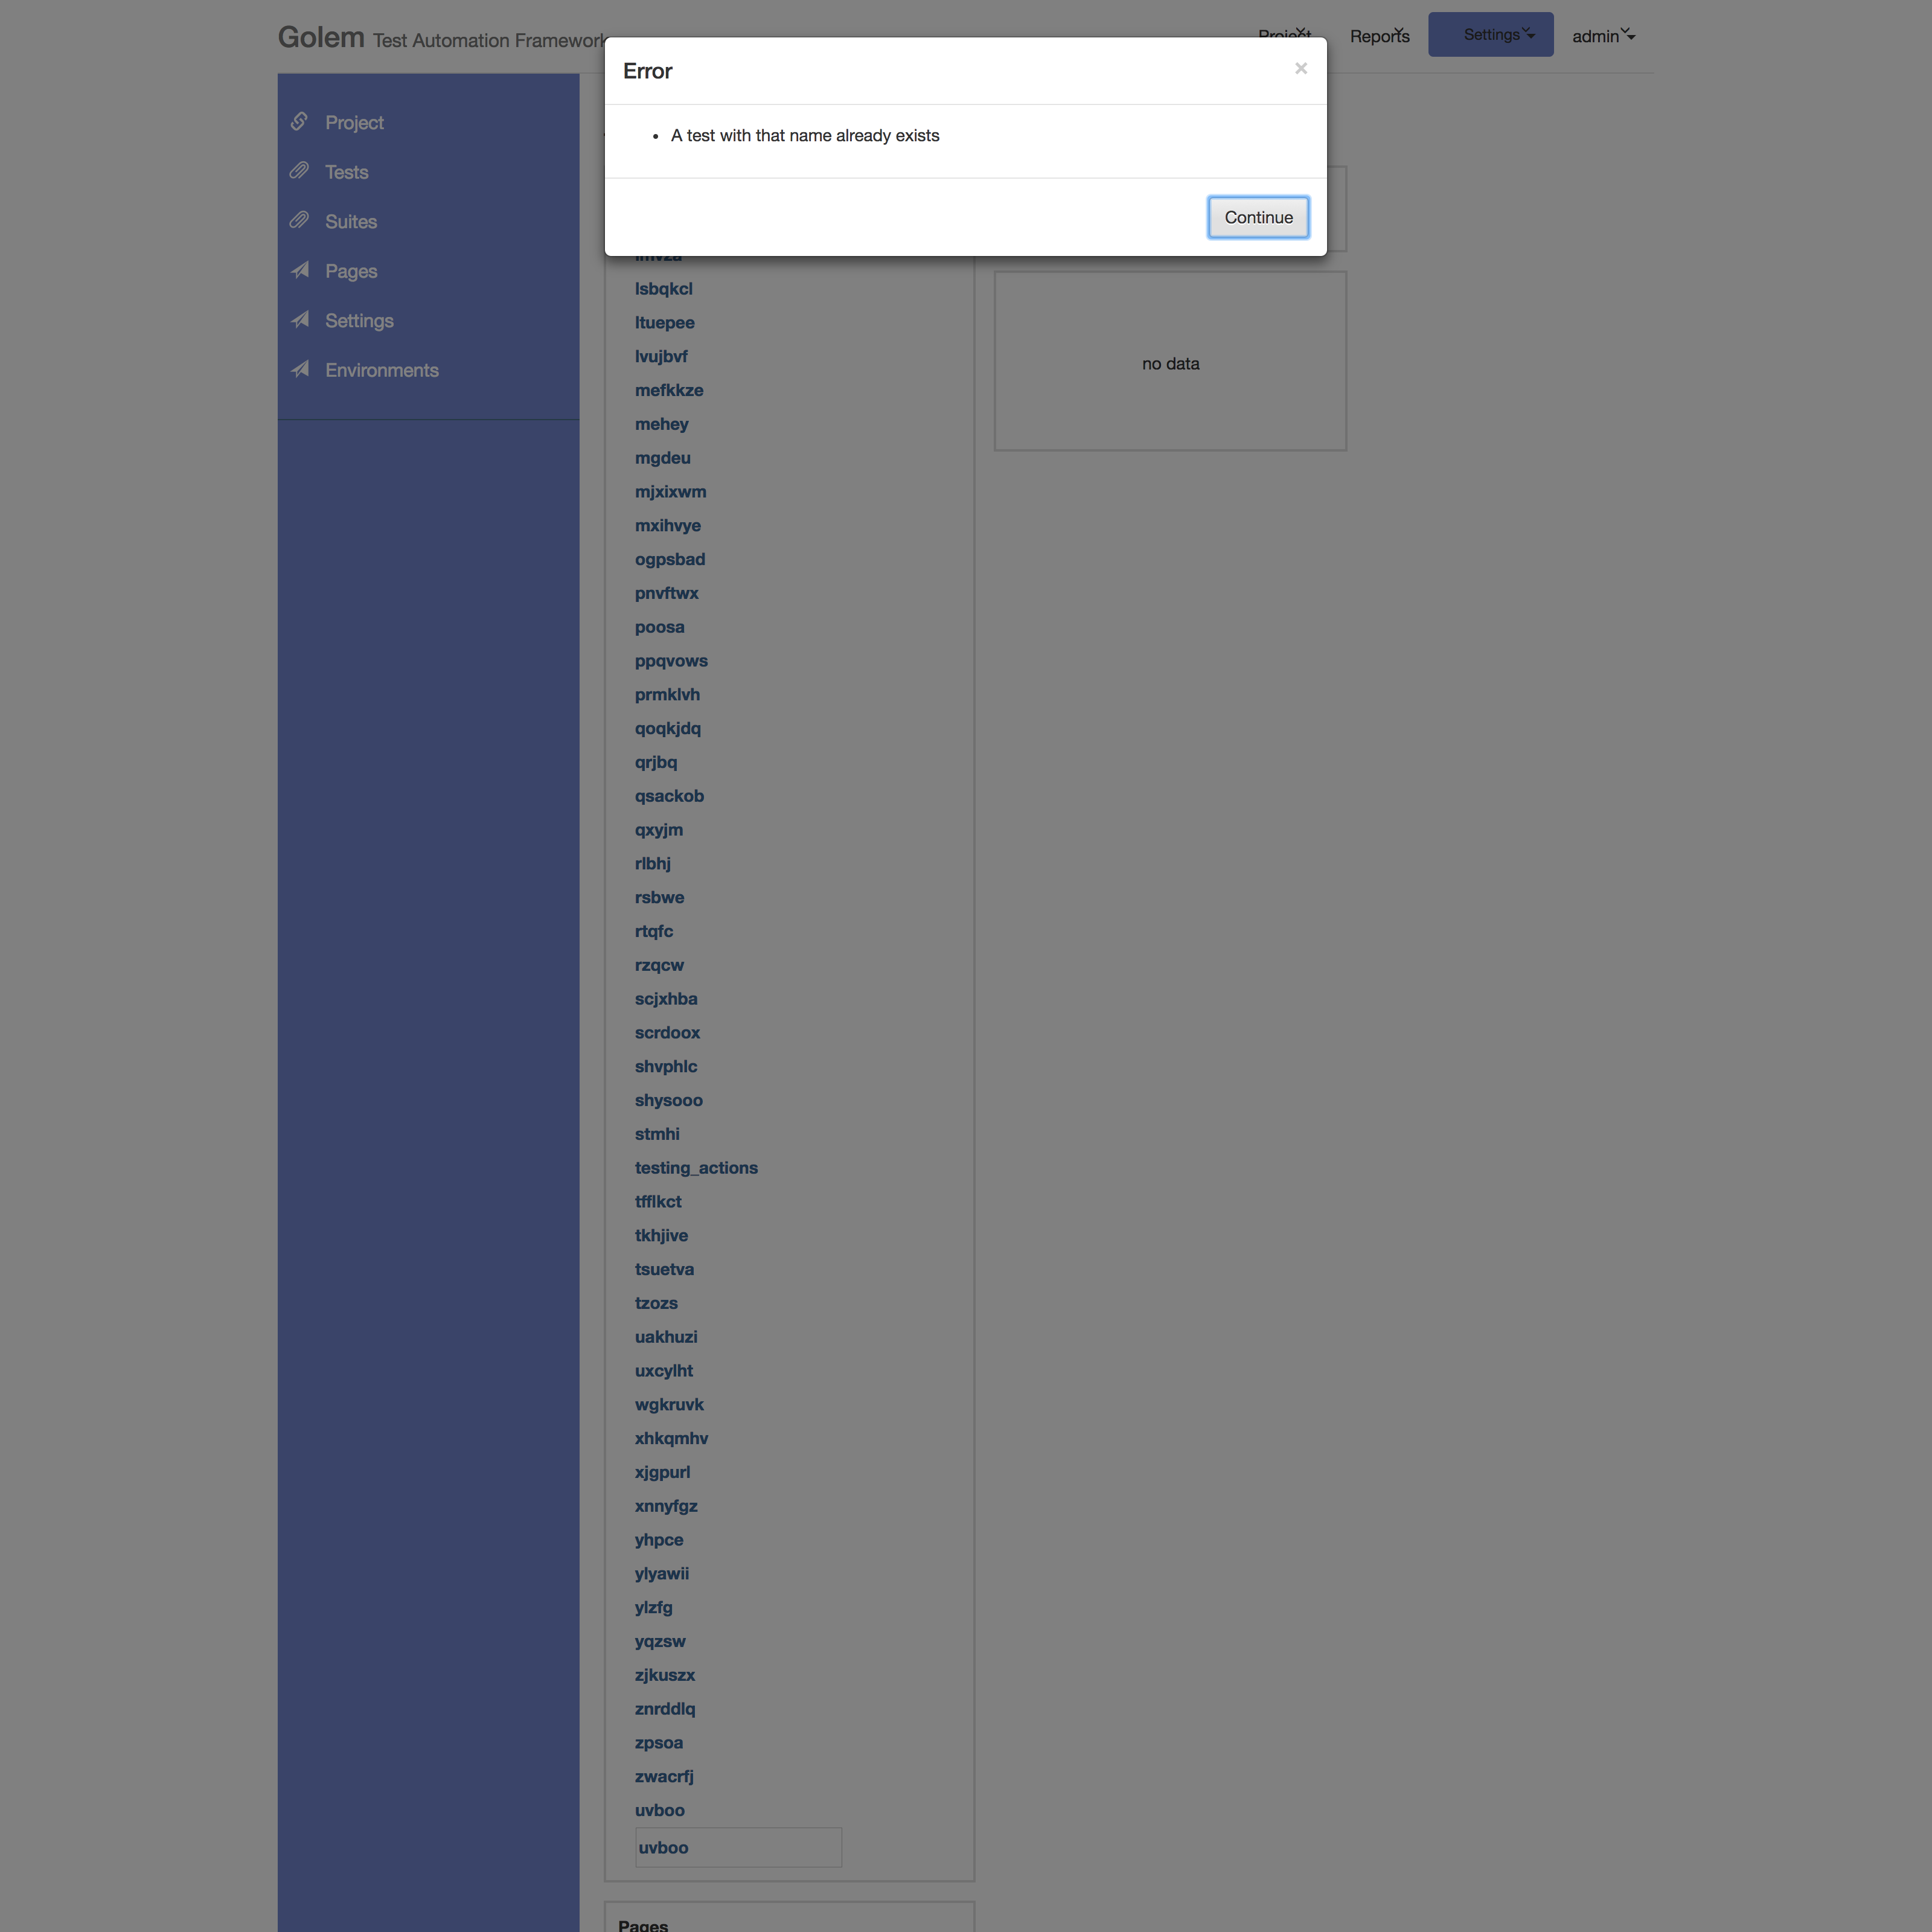 Golem Test Automation Framework
Project
Reports
Settings
admin
Error
×
A test with that name already exists
Continue
Project
Tests
Suites
Pages
Settings
Environments
lsbqkcl
ltuepee
lvujbvf
mefkkze
mehey
mgdeu
mjxixwm
mxihvye
ogpsbad
pnvftwx
poosa
ppqvows
prmklvh
qoqkjdq
qrjbq
qsackob
qxyjm
rlbhj
rsbwe
rtqfc
rzqcw
scjxhba
scrdoox
shvphlc
shysooo
stmhi
testing_actions
tfflkct
tkhjive
tsuetva
tzozs
uakhuzi
uxcylht
wgkruvk
xhkqmhv
xjgpurl
xnnyfgz
yhpce
ylyawii
ylzfg
yqzsw
zjkuszx
znrddlq
zpsoa
zwacrfj
uvboo
uvboo
Pages
no data